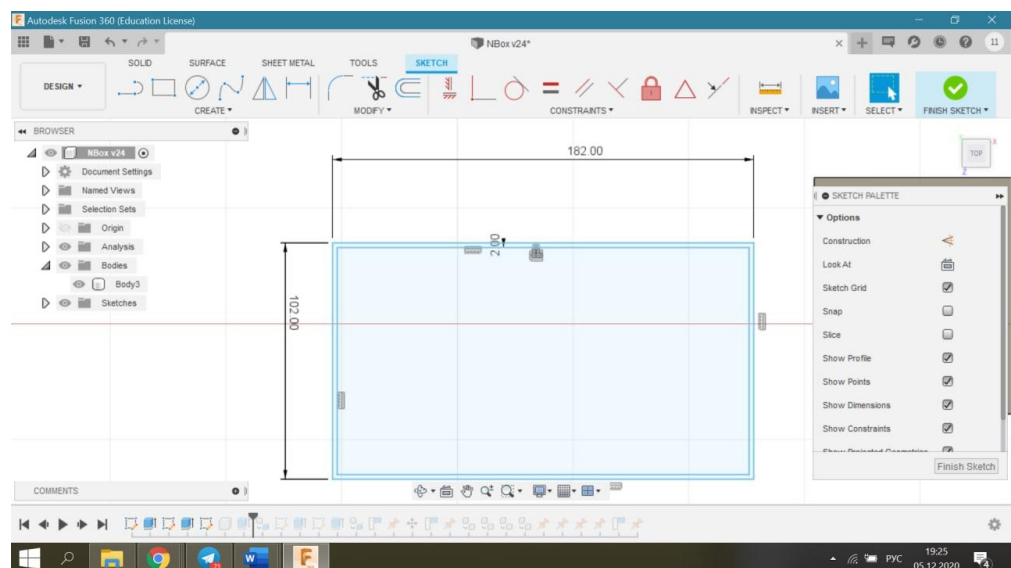 Autodesk Fusion 360 (Education License)
NBox v24*
11
SOLID SURFACE SHEET METAL TOOLS SKETCH
DESIGN
CREATE MODIFY CONSTRAINTS INSPECT INSERT SELECT FINISH SKETCH
BROWSER
NBox v24
Document Settings
Named Views
Selection Sets
Origin
Analysis
Bodies
Body3
Sketches
182.00
2.00
102.00
TOP
X
Z
SKETCH PALETTE
Options
Construction
Look At
Sketch Grid
Snap
Slice
Show Profile
Show Points
Show Dimensions
Show Constraints
Show Projected Geometries
Finish Sketch
COMMENTS
РУС
19:25
05.12.2020